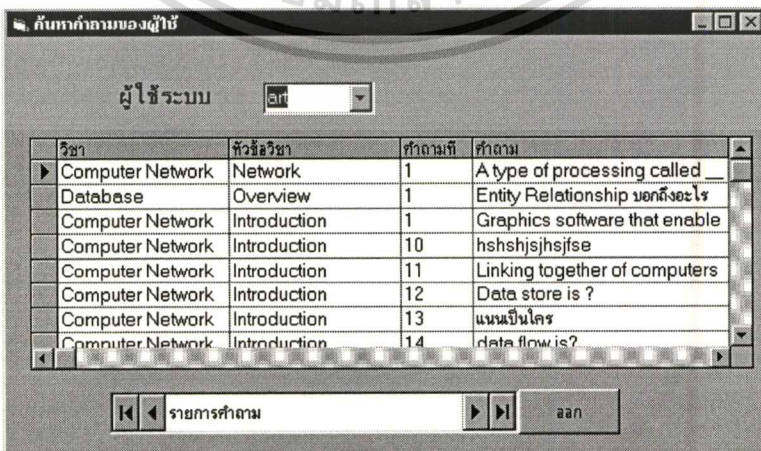 ค้นหาคำถามของผู้ใช้
ผู้ใช้ระบบ art
วิชา หัวข้อวิชา คำถามที่ คำถาม
Computer Network Network 1 A type of processing called __
Database Overview 1 Entity Relationship บอกถึงอะไร
Computer Network Introduction 1 Graphics software that enable
Computer Network Introduction 10 hshshjsjhsjfse
Computer Network Introduction 11 Linking together of computers
Computer Network Introduction 12 Data store is ?
Computer Network Introduction 13 แนนเป็นใคร
Computer Network Introduction 14 data flow is?
รายการคำถาม ออก